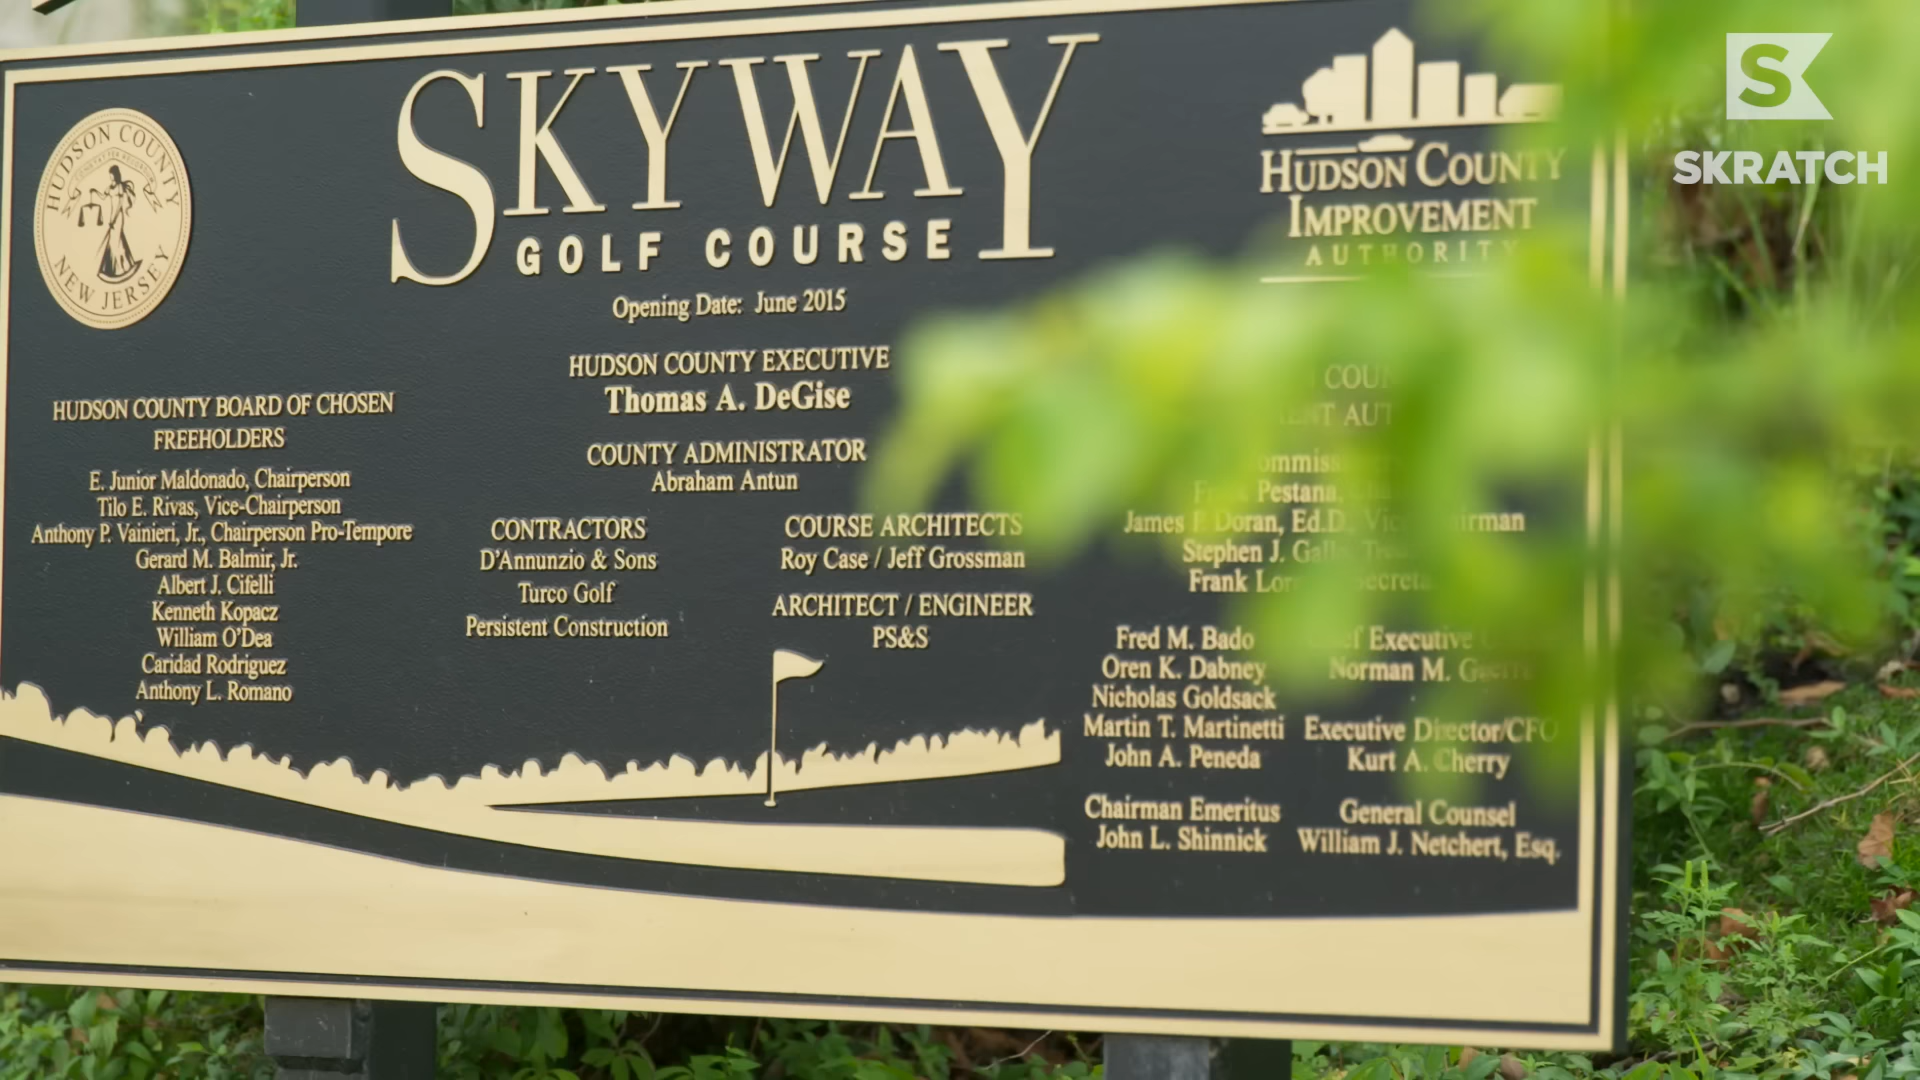 SKYWAY
GOLF COURSE
Opening Date: June 2015
HUDSON COUNTY
NEW JERSEY
HUDSON COUNTY
IMPROVEMENT
AUTHORITY
S
SKRATCH
HUDSON COUNTY EXECUTIVE
Thomas A. DeGise
COUNTY ADMINISTRATOR
Abraham Antun
HUDSON COUNTY BOARD OF CHOSEN
FREEHOLDERS
E. Junior Maldonado, Chairperson
Tilo E. Rivas, Vice-Chairperson
Anthony P. Vainieri, Jr., Chairperson Pro-Tempore
Gerard M. Balmir, Jr.
Albert J. Cifelli
Kenneth Kopacz
William O'Dea
Caridad Rodriguez
Anthony L. Romano
CONTRACTORS
D'Annunzio & Sons
Turco Golf
Persistent Construction
COURSE ARCHITECTS
Roy Case / Jeff Grossman
ARCHITECT / ENGINEER
PS&S
Pestana,
James Doran, Ed.D.
Stephen J.
Frank
Fred M. Bado
Oren K. Dabney
Nicholas Goldsack
Martin T. Martinetti
John A. Peneda
Executive
Norman M.
Executive Director/CFO
Kurt A. Cherry
Chairman Emeritus
John L. Shinnick
General Counsel
William J. Netchert, Esq.